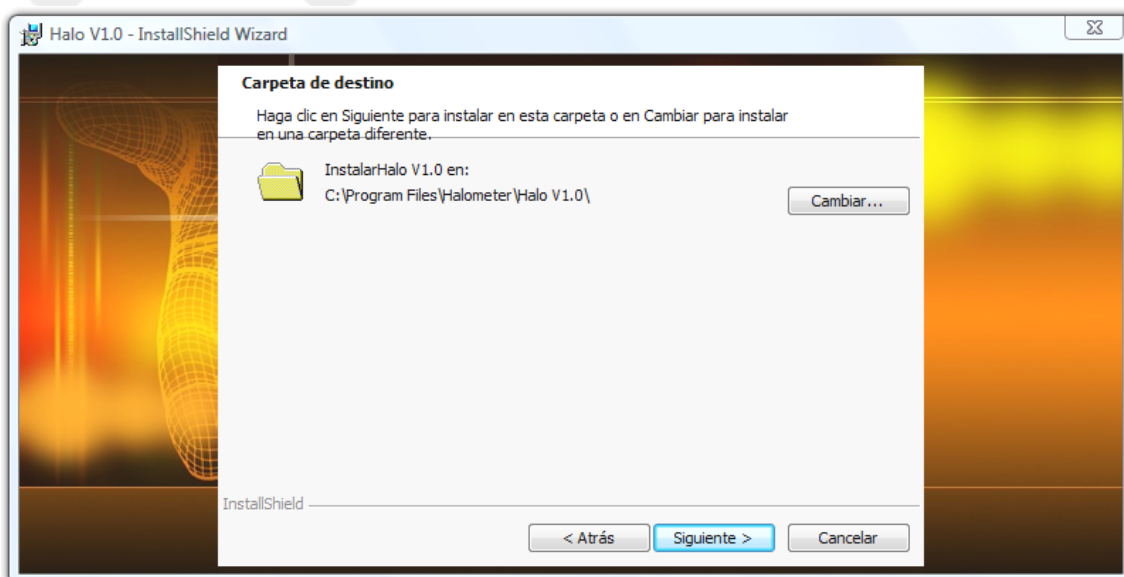 Halo V1.0 - InstallShield Wizard
Carpeta de destino
Haga clic en Siguiente para instalar en esta carpeta o en Cambiar para instalar
en una carpeta diferente.
InstalarHalo V1.0 en:
C:\Program Files\Halometer\Halo V1.0\
Cambiar...
InstallShield
< Atrás
Siguiente >
Cancelar